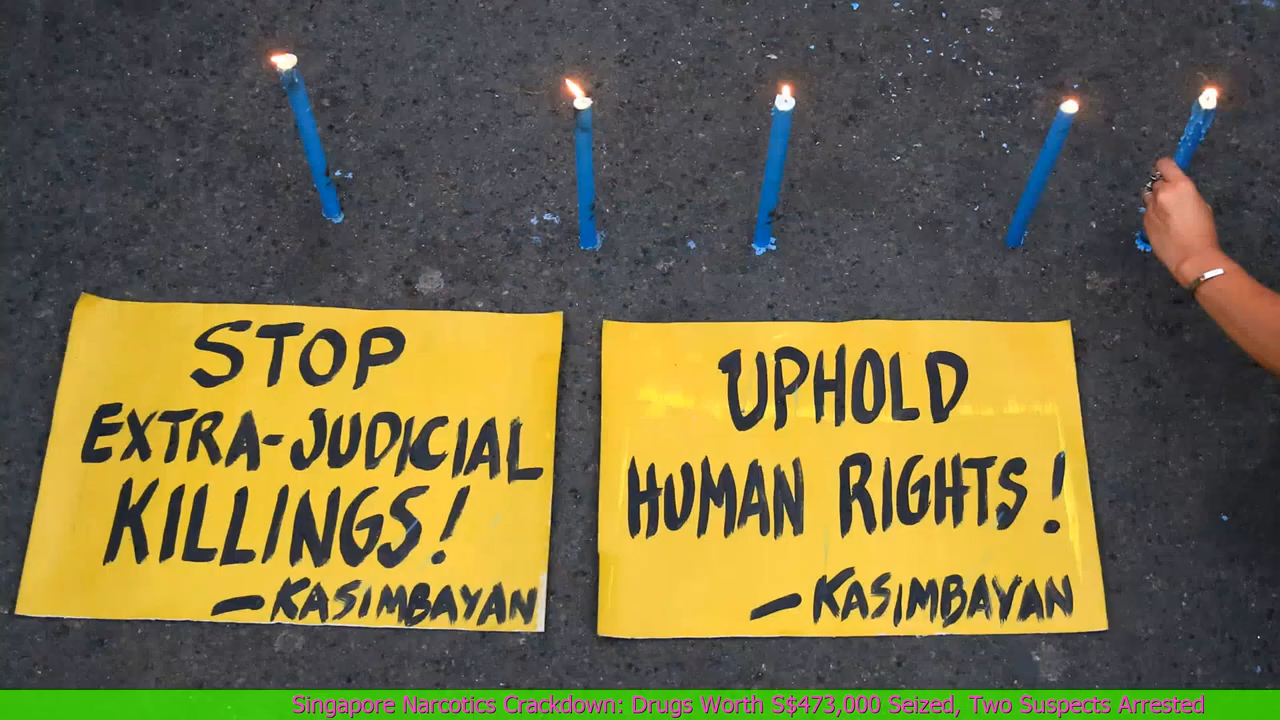 STOP
EXTRA-JUDICIAL
KILLINGS!
- KASIMBAYAN
UPHOLD
HUMAN RIGHTS!
- KASIMBAYAN
Singapore Narcotics Crackdown: Drugs Worth S$473,000 Seized, Two Suspects Arrested